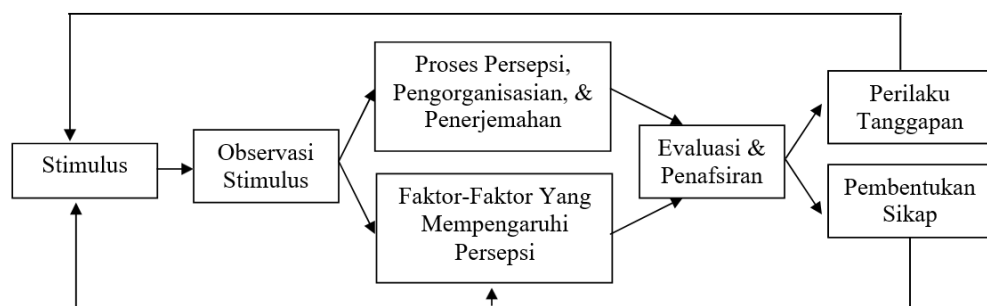 Stimulus
Observasi
Stimulus
Proses Persepsi,
Pengorganisasian, &
Penerjemahan
Faktor-Faktor Yang
Mempengaruhi
Persepsi
Evaluasi &
Penafsiran
Perilaku
Tanggapan
Pembentukan
Sikap